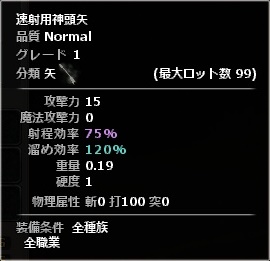 速射用神頭矢
品質 Normal
グレード 1
分類 矢 (最大ロット数 99)
攻撃力 15
魔法攻撃力 0
射程効率 75%
溜め効率 120%
重量 0.19
硬度 1
物理属性 斬0 打100 突0
装備条件 全種族
全職業